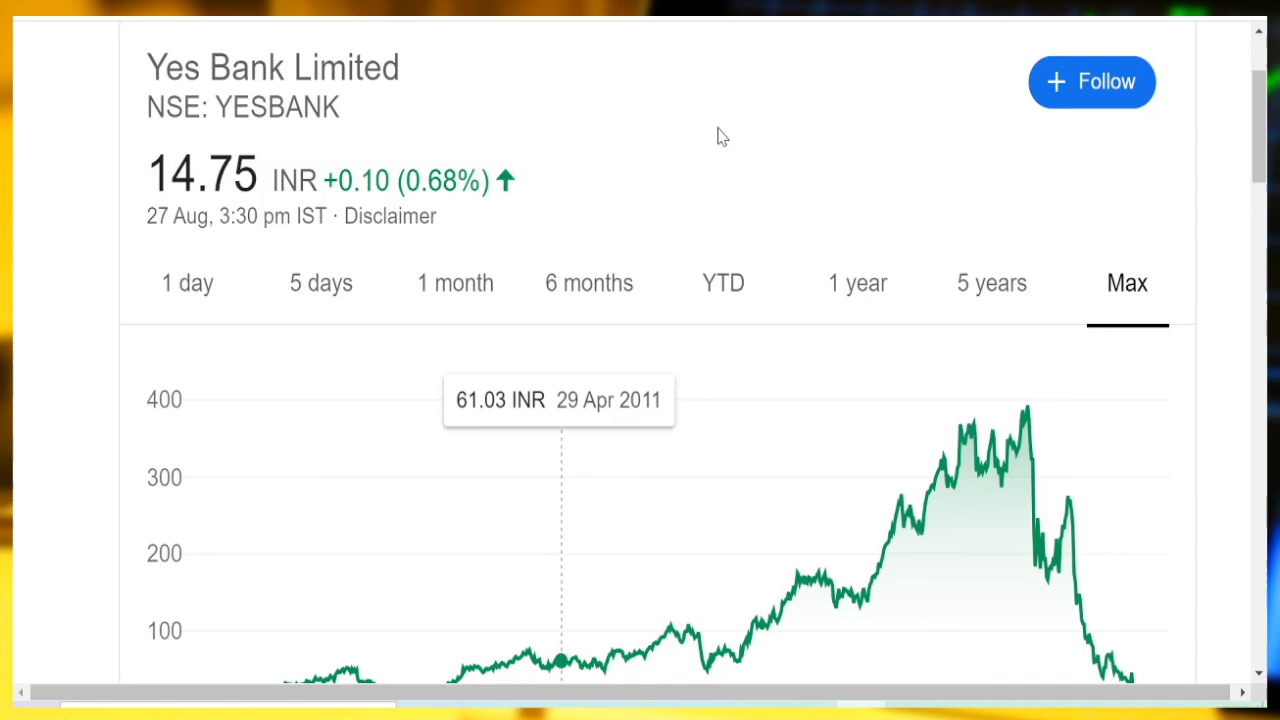 Yes Bank Limited
NSE: YESBANK
+ Follow
14.75 INR +0.10 (0.68%) ↑
27 Aug, 3:30 pm IST · Disclaimer
1 day 5 days 1 month 6 months YTD 1 year 5 years Max
400
61.03 INR 29 Apr 2011
300
200
100